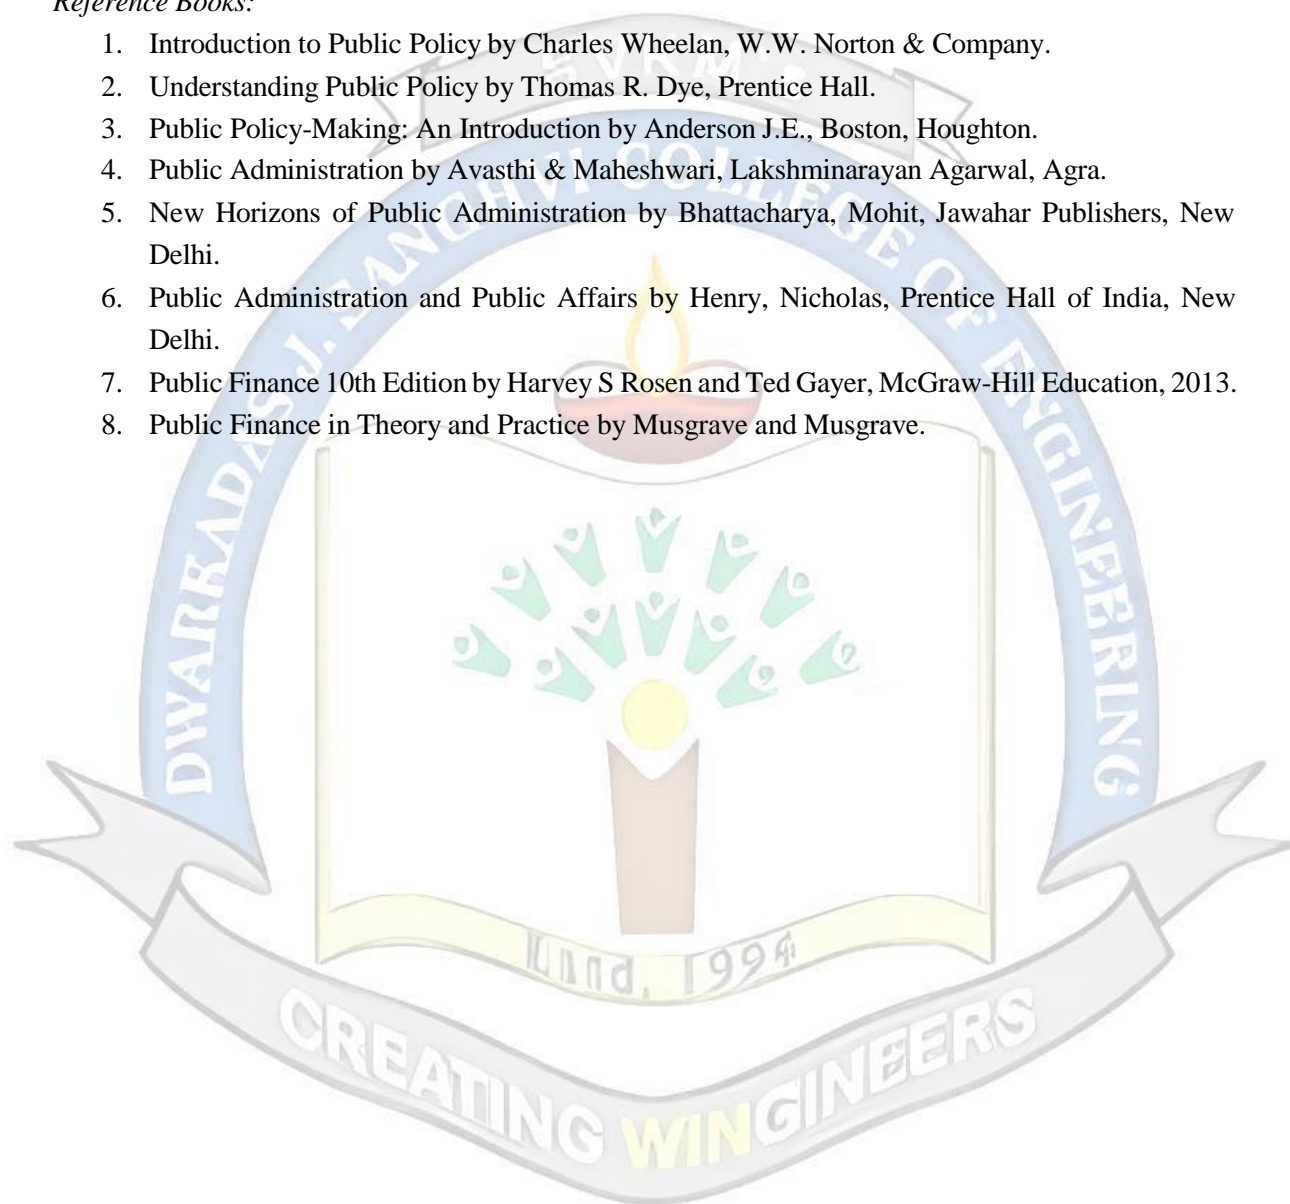 Reference Books:
1. Introduction to Public Policy by Charles Wheelan, W.W. Norton & Company.
2. Understanding Public Policy by Thomas R. Dye, Prentice Hall.
3. Public Policy-Making: An Introduction by Anderson J.E., Boston, Houghton.
4. Public Administration by Avasthi & Maheshwari, Lakshminarayan Agarwal, Agra.
5. New Horizons of Public Administration by Bhattacharya, Mohit, Jawahar Publishers, New
Delhi.
6. Public Administration and Public Affairs by Henry, Nicholas, Prentice Hall of India, New
Delhi.
7. Public Finance 10th Edition by Harvey S Rosen and Ted Gayer, McGraw-Hill Education, 2013.
8. Public Finance in Theory and Practice by Musgrave and Musgrave.
SVKM'S
DWARKADAS J. SANGHVI COLLEGE OF ENGINEERING
1994
CREATING WINGINEERS